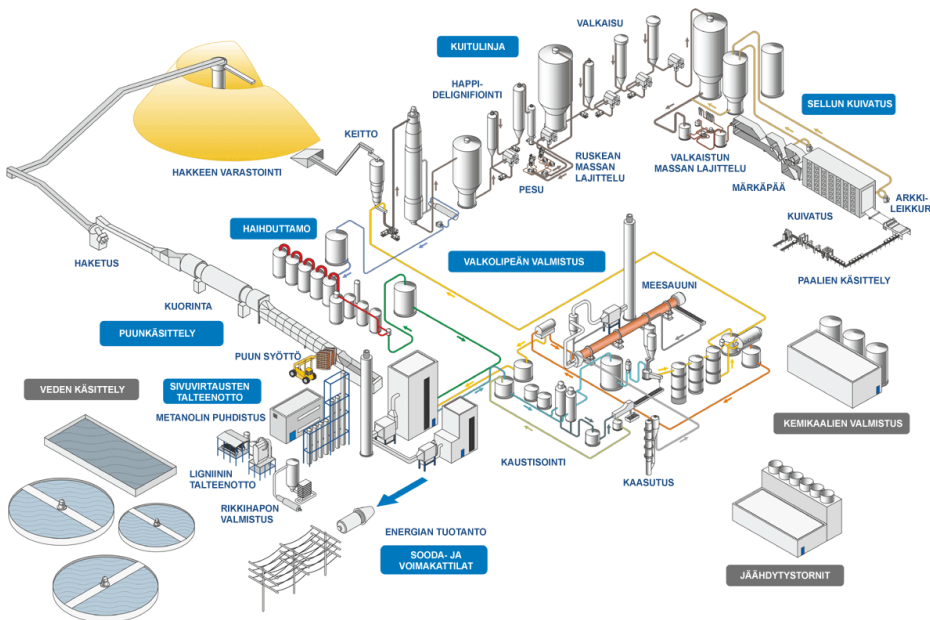 VALKAISU
KUITULINJA
HAPPI-
DELIGNIFIOINTI
SELLUN KUIVATUS
KEITTO
HAKKEEN VARASTOINTI
RUSKEAN
MASSAN
LAJITTELU
PESU
VALKAISTUN
MASSAN LAJITTELU
MÄRKÄPÄÄ
ARKKI-
LEIKKURI
KUIVATUS
HAIHDUTTAMO
HAKETUS
VALKOLIPEÄN VALMISTUS
PAALIEN KÄSITTELY
MEESAUUNI
KUORINTA
PUUNKÄSITTELY
PUUN SYÖTTÖ
VEDEN KÄSITTELY
SIVUVIRTAUSTEN
TALTEENOTTO
METANOLIN PUHDISTUS
KEMIKAALIEN VALMISTUS
LIGNIININ
TALTEENOTTO
KAUSTISOINTI
KAASUTUS
RIKKIHAPON
VALMISTUS
ENERGIAN TUOTANTO
SOODA- JA
VOIMAKATTILAT
JÄÄHDYTYSTORNIT